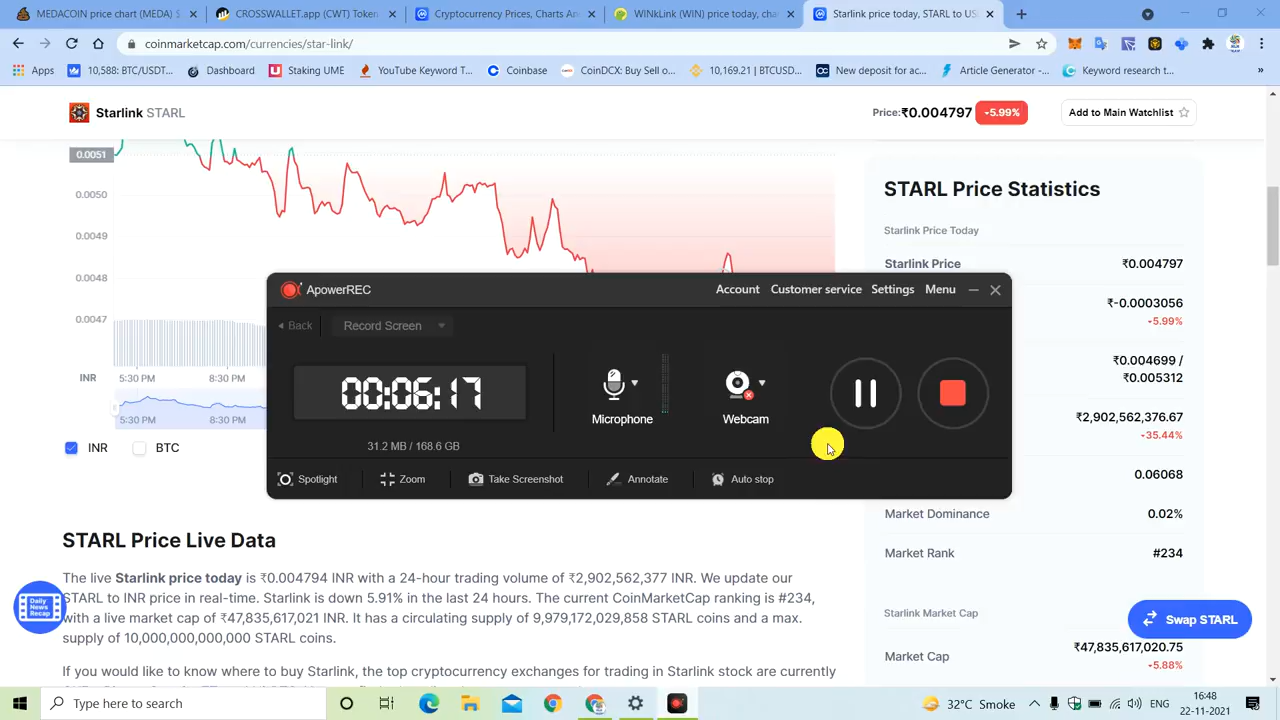 (3) MEDA | ATH
CROSS
YouTube
10,588: BTC/USD
Cryptocurrency Futures An
WINkLink (WIN) price today, cha
Starlink price today, STARL to US
coinmarketcap.com/currencies/star-link/
Apps
10,588: BTC/USDT...
Dashboard
Staking UME
YouTube Keyword T...
Coinbase
CoinDCX: Buy Sell o...
10,169.21 | BTCUSD...
New deposit for ac...
Article Generator -...
Keyword research t...
»
Starlink STARL
Price: ₹0.004797
-5.99%
Add to Main Watchlist
0.0051
0.0050
0.0049
0.0048
0.0047
INR
5:30 PM
8:30 PM
5:30 PM
8:30 PM
INR
BTC
ApowerREC
Account
Customer service
Settings
Menu
Back
Record Screen
00:06:17
31.2 MB / 168.6 GB
Microphone
Webcam
Spotlight
Zoom
Take Screenshot
Annotate
Auto stop
STARL Price Statistics
Starlink Price Today
Starlink Price
₹0.004797
₹-0.0003056
-5.99%
₹0.004699 /
₹0.005312
₹2,902,562,376.67
-35.44%
0.06068
Market Dominance
0.02%
Market Rank
#234
Starlink Market Cap
Market Cap
₹47,835,617,020.75
-5.88%
Swap STARL
STARL Price Live Data
The live Starlink price today is ₹0.004794 INR with a 24-hour trading volume of ₹2,902,562,377 INR. We update our
STARL to INR price in real-time. Starlink is down 5.91% in the last 24 hours. The current CoinMarketCap ranking is #234,
with a live market cap of ₹47,835,617,021 INR. It has a circulating supply of 9,979,172,029,858 STARL coins and a max.
supply of 10,000,000,000,000 STARL coins.
If you would like to know where to buy Starlink, the top cryptocurrency exchanges for trading in Starlink stock are currently
Daily
News
Recap
Type here to search
32°C Smoke
ENG
16:48
22-11-2021